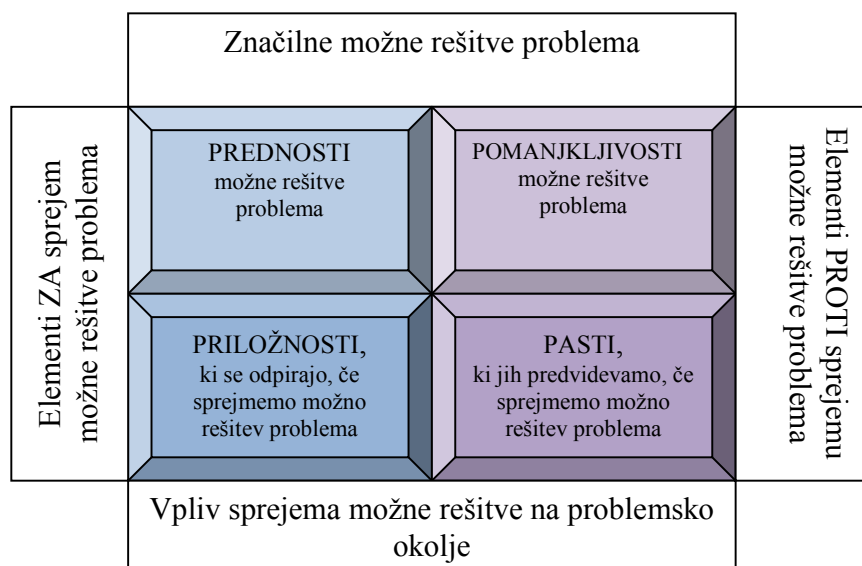 Značilne možne rešitve problema
Elementi ZA sprejem
možne rešitve problema
PREDNOSTI
možne rešitve
problema
POMANJKLJIVOSTI
možne rešitve
problema
Elementi PROTI sprejemu
možne rešitve problema
PRILOŽNOSTI,
ki se odpirajo, če
sprejmemo možno
rešitev problema
PASTI,
ki jih predvidevamo, če
sprejmemo možno
rešitev problema
Vpliv sprejema možne rešitve na problemsko
okolje